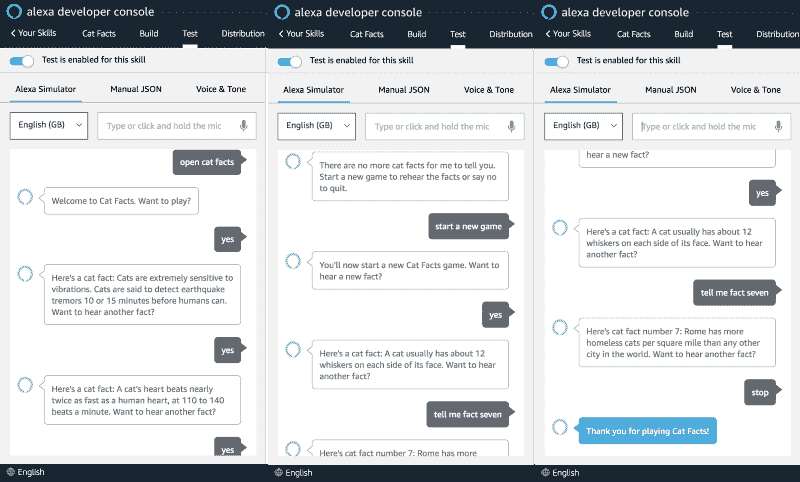 alexa developer console
Your Skills
Cat Facts
Build
Test
Distribution
Test is enabled for this skill
Alexa Simulator
Manual JSON
Voice & Tone
English (GB)
Type or click and hold the mic
open cat facts
Welcome to Cat Facts. Want to play?
yes
Here's a cat fact: Cats are extremely sensitive to
vibrations. Cats are said to detect earthquake
tremors 10 or 15 minutes before humans can.
Want to hear another fact?
yes
Here's a cat fact: A cat's heart beats nearly
twice as fast as a human heart, at 110 to 140
beats a minute. Want to hear another fact?
yes
English
alexa developer console
Your Skills
Cat Facts
Build
Test
Distribution
Test is enabled for this skill
Alexa Simulator
Manual JSON
Voice & Tone
English (GB)
Type or click and hold the mic
There are no more cat facts for me to tell you.
Start a new game to rehear the facts or say no
to quit.
start a new game
You'll now start a new Cat Facts game. Want to
hear a new fact?
yes
Here's a cat fact: A cat usually has about 12
whiskers on each side of its face. Want to hear
another fact?
tell me fact seven
Here's cat fact number 7: Rome has more
English
alexa developer console
Your Skills
Cat Facts
Build
Test
Distribution
Test is enabled for this skill
Alexa Simulator
Manual JSON
Voice & Tone
English (GB)
Type or click and hold the mic
hear a new fact?
yes
Here's a cat fact: A cat usually has about 12
whiskers on each side of its face. Want to hear
another fact?
tell me fact seven
Here's cat fact number 7: Rome has more
homeless cats per square mile than any other
city in the world. Want to hear another fact?
stop
Thank you for playing Cat Facts!
English